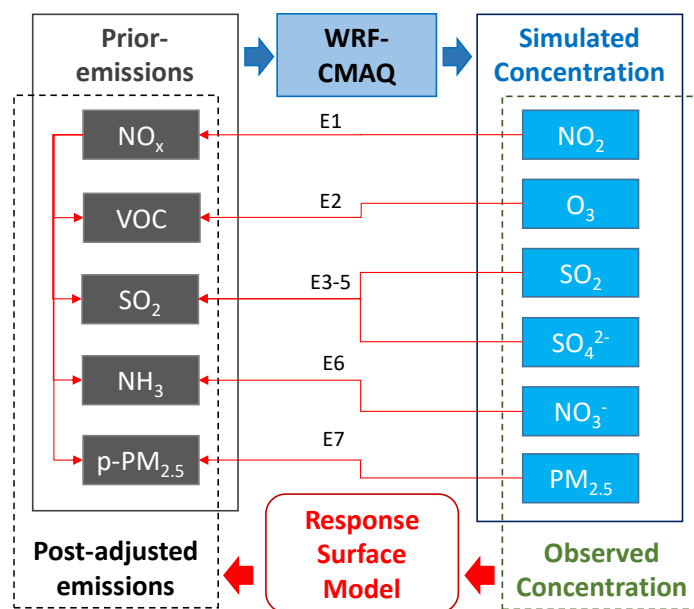 Prior-
emissions
WRF-
CMAQ
Simulated
Concentration
NOₓ
E1
NO₂
VOC
E2
O₃
SO₂
E3-5
SO₂
SO₄²⁻
NH₃
E6
NO₃⁻
p-PM₂.₅
E7
PM₂.₅
Post-adjusted
emissions
Response
Surface
Model
Observed
Concentration